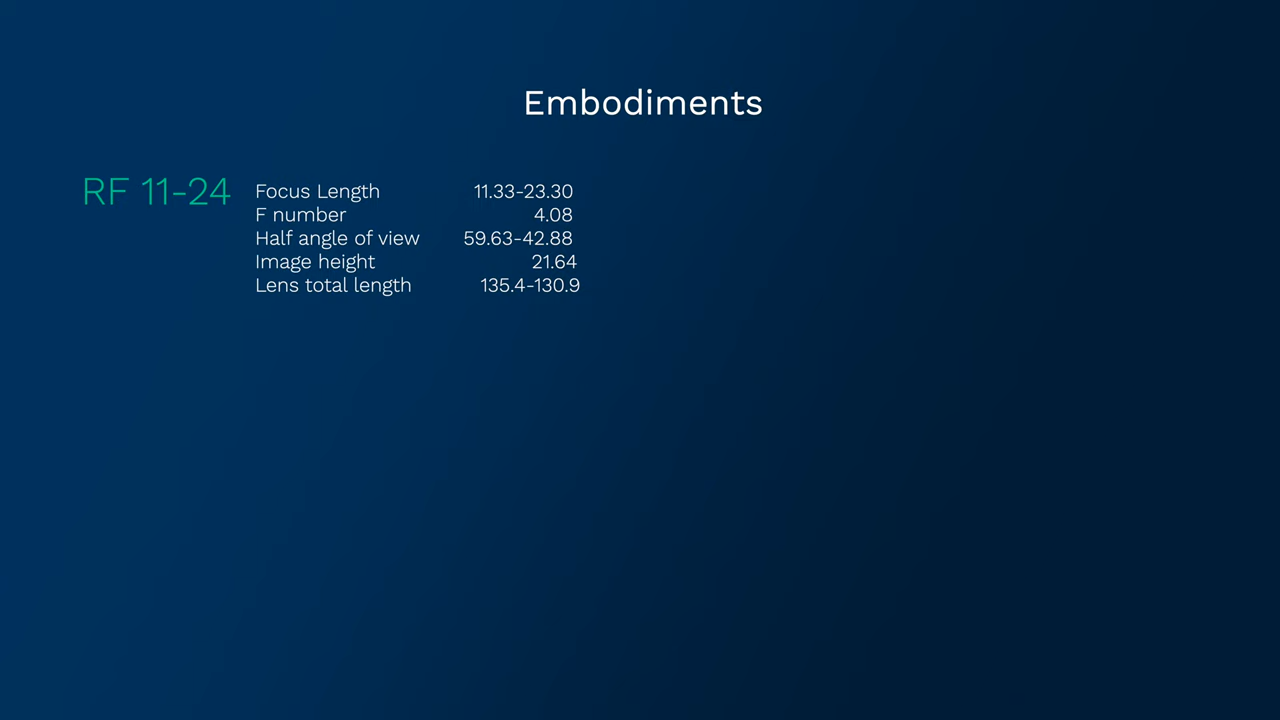 Embodiments
RF 11-24
Focus Length 11.33-23.30
F number 4.08
Half angle of view 59.63-42.88
Image height 21.64
Lens total length 135.4-130.9